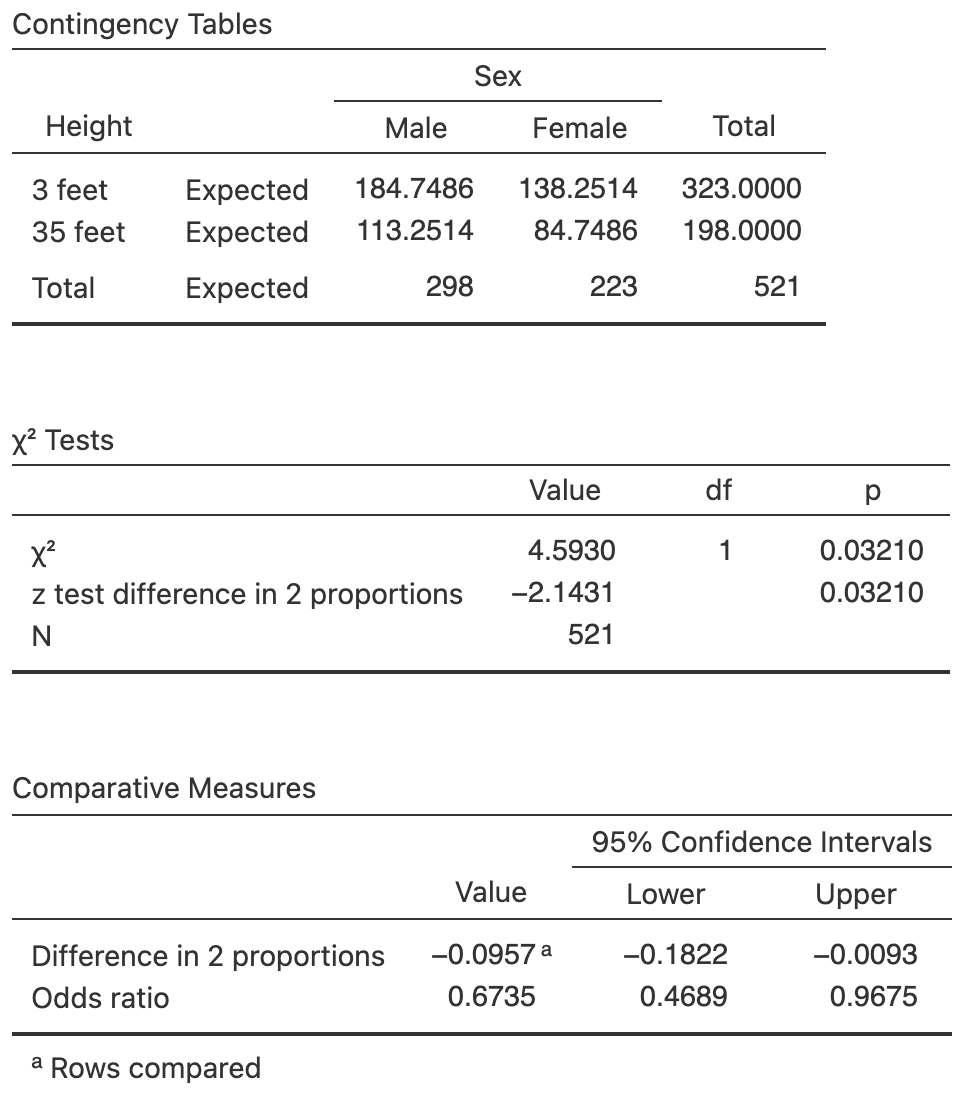 Contingency Tables
Sex
Height Male Female Total
3 feet Expected 184.7486 138.2514 323.0000
35 feet Expected 113.2514 84.7486 198.0000
Total Expected 298 223 521
χ² Tests
Value df p
χ² 4.5930 1 0.03210
z test difference in 2 proportions −2.1431 0.03210
N 521
Comparative Measures
95% Confidence Intervals
Value Lower Upper
Difference in 2 proportions −0.0957 ᵃ −0.1822 −0.0093
Odds ratio 0.6735 0.4689 0.9675
ᵃ Rows compared